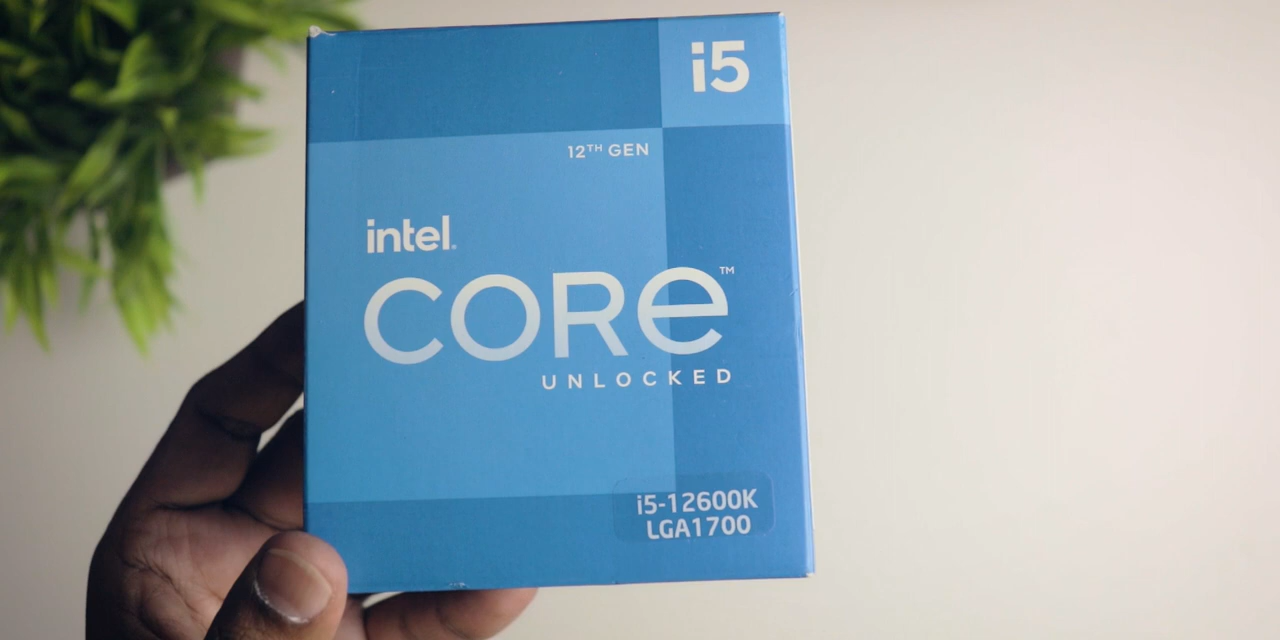 i5
12TH GEN
intel.
CORE™
UNLOCKED
i5-12600K
LGA1700